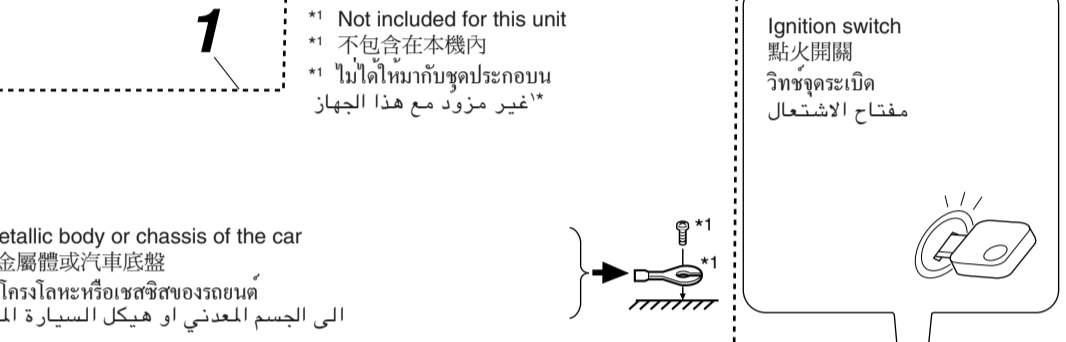 1
*1 Not included for this unit
*1 不包含在本機內
*1 ไม่ได้ให้มากับชุดประกอบน
*١ غير مزود مع هذا الجهاز
Ignition switch
點火開關
วิทช์จุดระเบิด
مفتاح الاشتعال
etallic body or chassis of the car
金屬體或汽車底盤
โครงโลหะหรือเชสซิสของรถยนต์
الى الجسم المعدني او هيكل السيارة
*1
*1